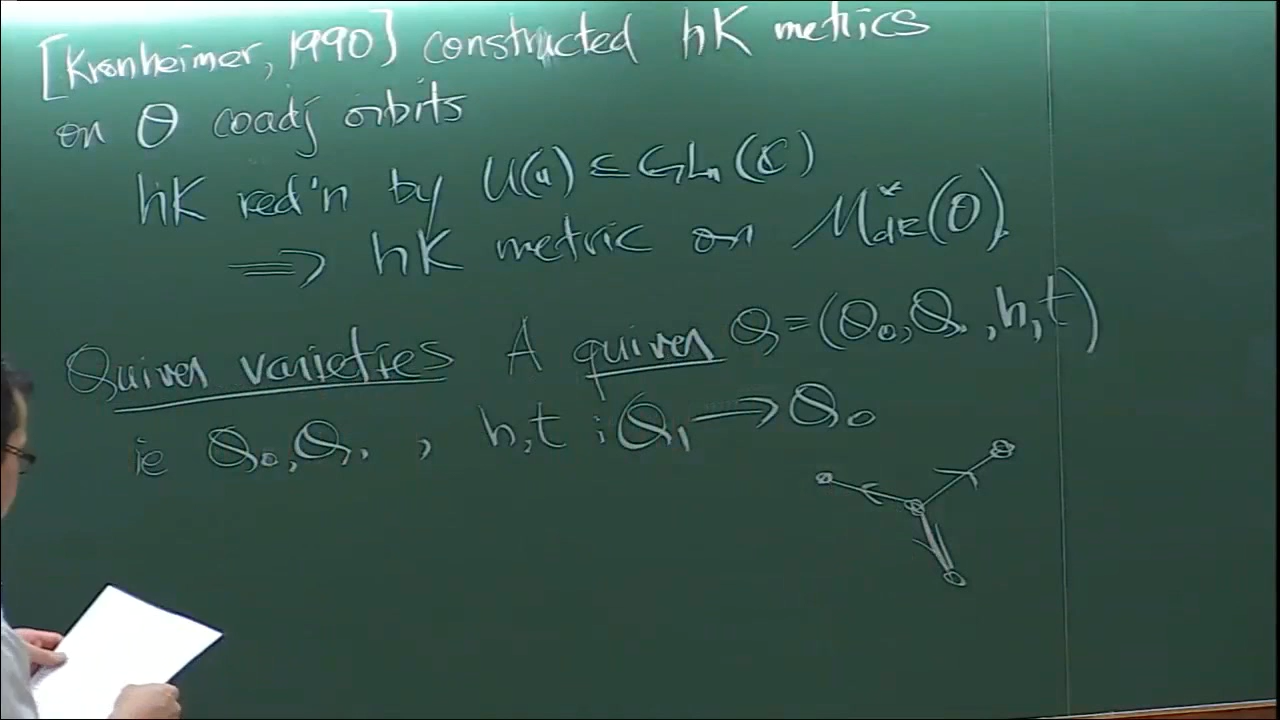 [Kronheimer, 1990] constructed hK metrics
on O coadj orbits
hK red'n by U(n) ⊆ GLn(C)
⟹ hK metric on M*dR(O).
Quiver varieties A quiver Q=(Q₀,Q₁,h,t)
ie Q₀,Q₁, h,t : Q₁ ⟶ Q₀